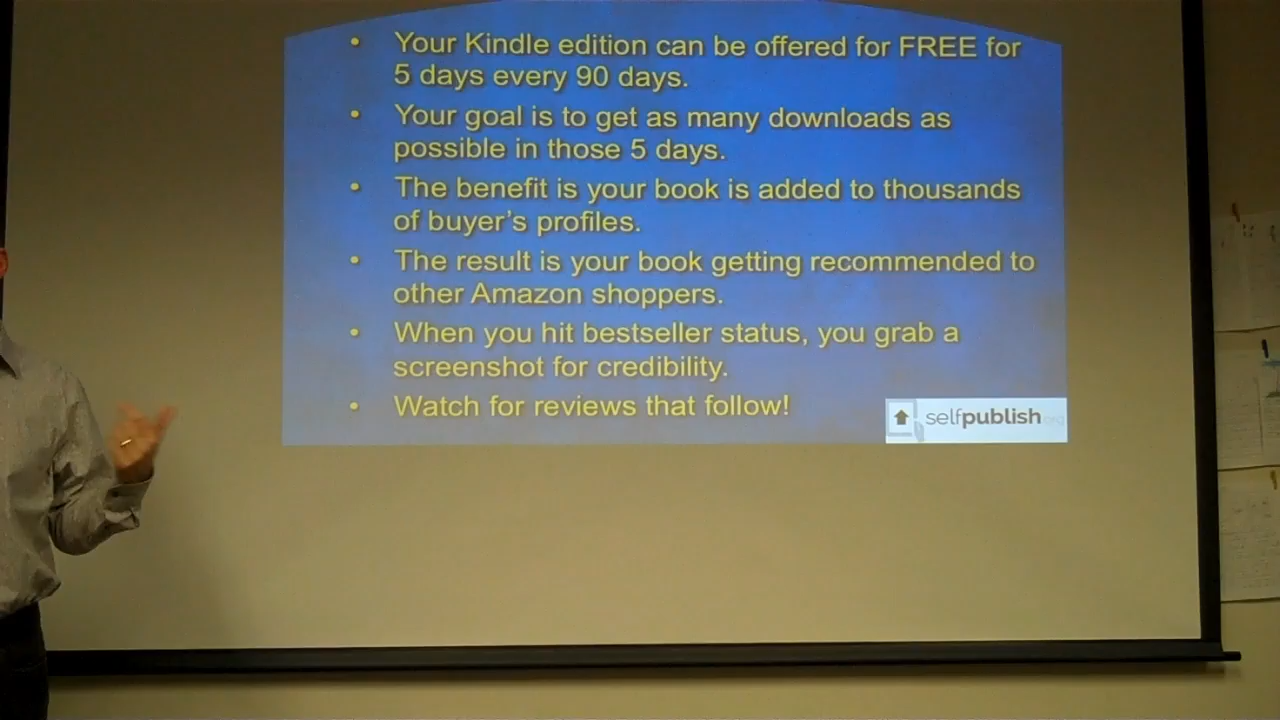 • Your Kindle edition can be offered for FREE for
5 days every 90 days.
• Your goal is to get as many downloads as
possible in those 5 days.
• The benefit is your book is added to thousands
of buyer's profiles.
• The result is your book getting recommended to
other Amazon shoppers.
• When you hit bestseller status, you grab a
screenshot for credibility.
• Watch for reviews that follow!
selfpublish.org